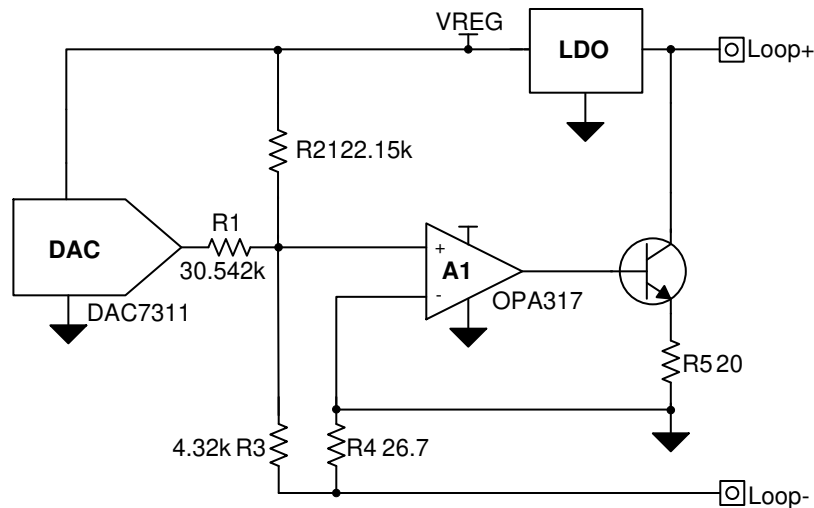 VREG
LDO
Loop+
R2122.15k
R1
DAC
30.542k
DAC7311
+
A1
-
OPA317
R5 20
4.32k R3
R4 26.7
Loop-